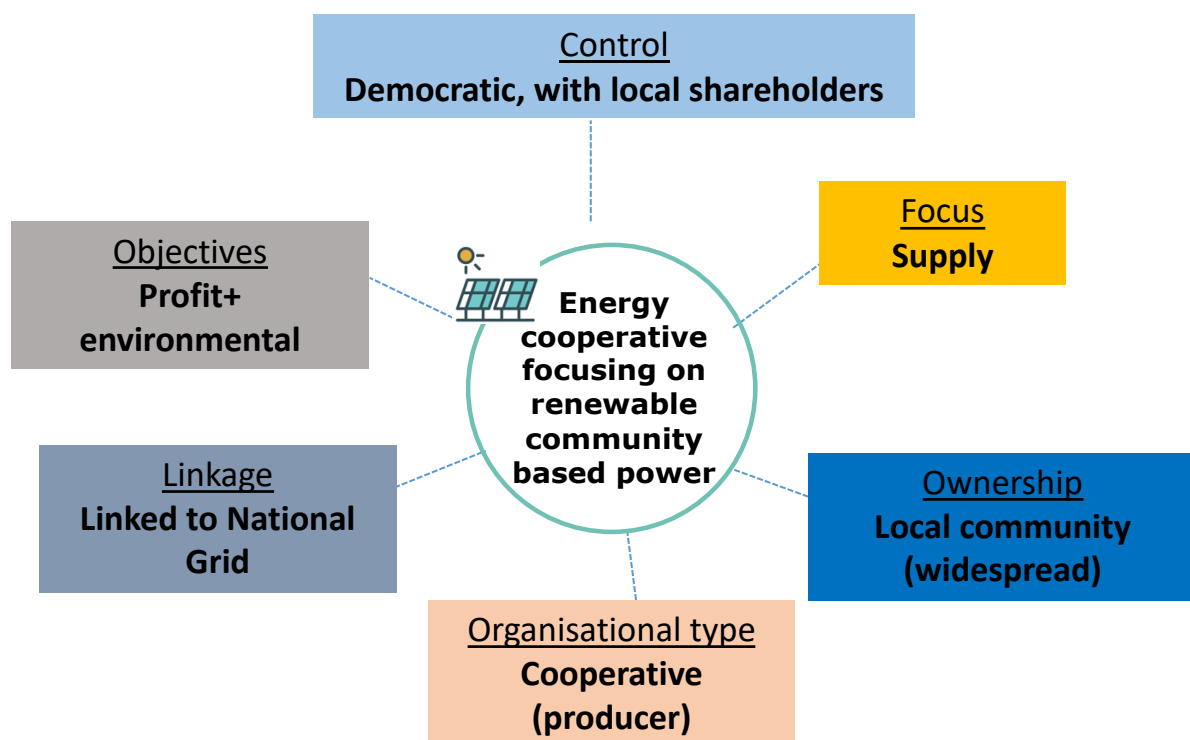 Control
Democratic, with local shareholders
Focus
Supply
Objectives
Profit+
environmental
Energy
cooperative
focusing on
renewable
community
based power
Linkage
Linked to National
Grid
Ownership
Local community
(widespread)
Organisational type
Cooperative
(producer)